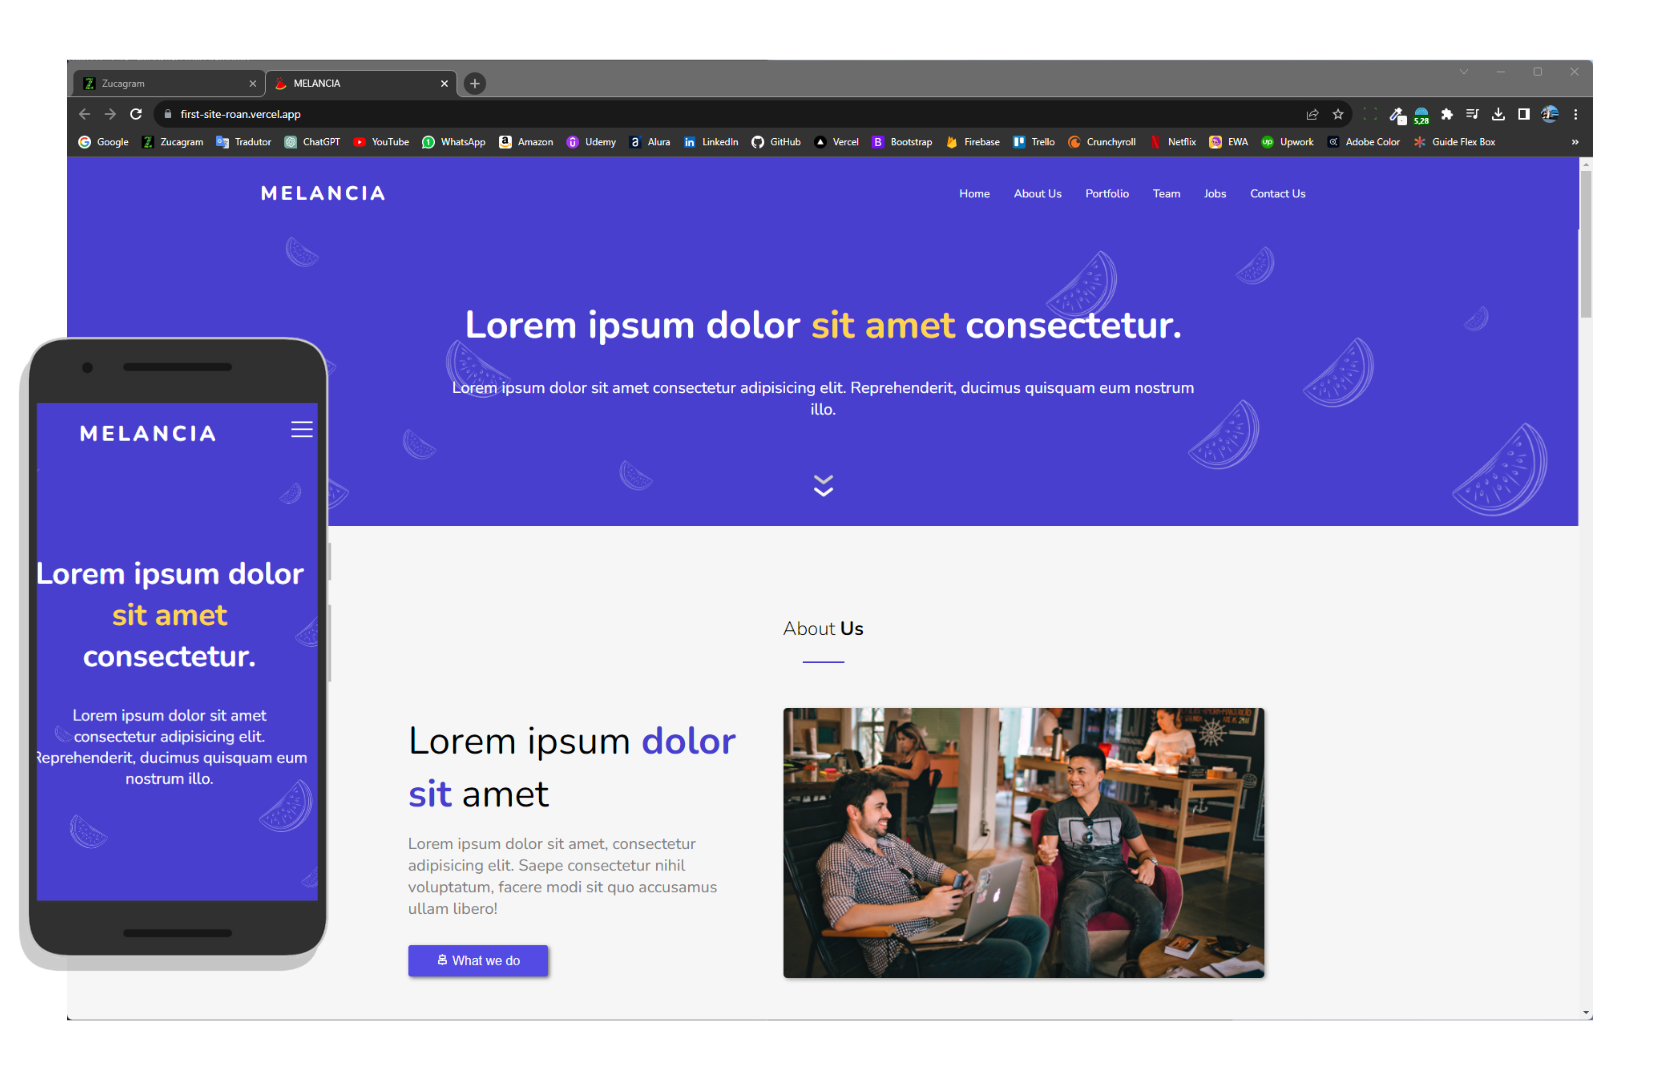 Zucagram
MELANCIA
first-site-roan.vercel.app
5,28
Google Zucagram Tradutor ChatGPT YouTube WhatsApp Amazon Udemy Alura LinkedIn GitHub Vercel Bootstrap Firebase Trello Crunchyroll Netflix EWA Upwork Adobe Color Guide Flex Box »
MELANCIA
Home About Us Portfolio Team Jobs Contact Us
Lorem ipsum dolor sit amet consectetur.
Lorem ipsum dolor sit amet consectetur adipisicing elit. Reprehenderit, ducimus quisquam eum nostrum
illo.
About Us
Lorem ipsum dolor
sit amet
Lorem ipsum dolor sit amet, consectetur
adipisicing elit. Saepe consectetur nihil
voluptatum, facere modi sit quo accusamus
ullam libero!
What we do
MELANCIA
Lorem ipsum dolor
sit amet
consectetur.
Lorem ipsum dolor sit amet
consectetur adipisicing elit.
Reprehenderit, ducimus quisquam eum
nostrum illo.